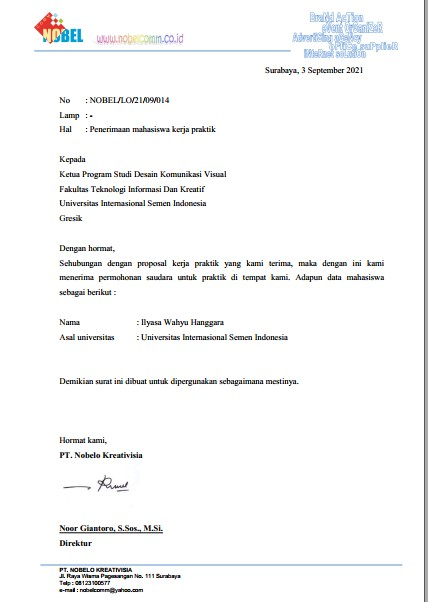 NOBEL
www.nobelcomm.co.id
BraNd AcTion
eVent OrGaniZeR
AdverTiSing agency
oFFiCe suPplieR
iNterNet soLution
Surabaya, 3 September 2021
No : NOBEL/LO/21/09/014
Lamp : -
Hal : Penerimaan mahasiswa kerja praktik
Kepada
Ketua Program Studi Desain Komunikasi Visual
Fakultas Teknologi Informasi Dan Kreatif
Universitas Internasional Semen Indonesia
Gresik
Dengan hormat,
Sehubungan dengan proposal kerja praktik yang kami terima, maka dengan ini kami
menerima permohonan saudara untuk praktik di tempat kami. Adapun data mahasiswa
sebagai berikut :
Nama : Ilyasa Wahyu Hanggara
Asal universitas : Universitas Internasional Semen Indonesia
Demikian surat ini dibuat untuk dipergunakan sebagaimana mestinya.
Hormat kami,
PT. Nobelo Kreativisia
Noor Giantoro, S.Sos., M.Si.
Direktur
PT. NOBELO KREATIVISIA
Jl. Raya Wisma Pagesangan No. 111 Surabaya
Telp : 08123100577
e-mail : nobelcomm@yahoo.com